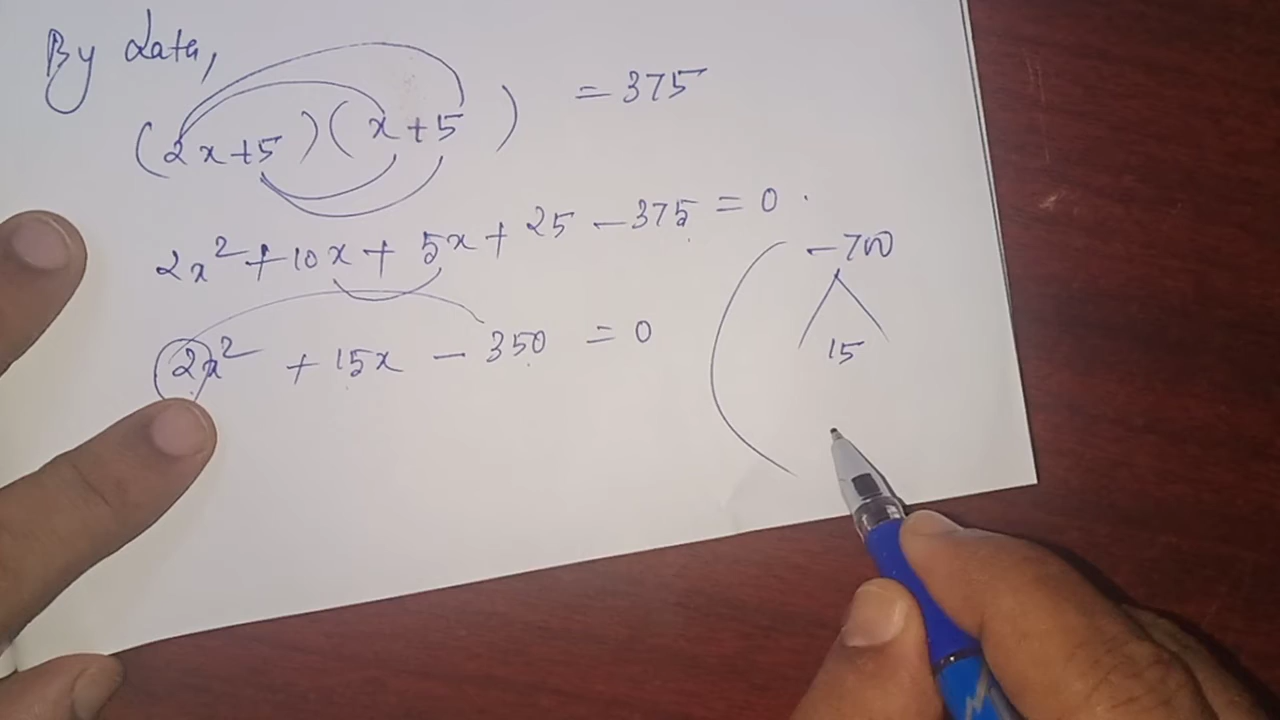 By data,
(2x+5)(x+5) = 375
2x² + 10x + 5x + 25 - 375 = 0
2x² + 15x - 350 = 0
-700
15